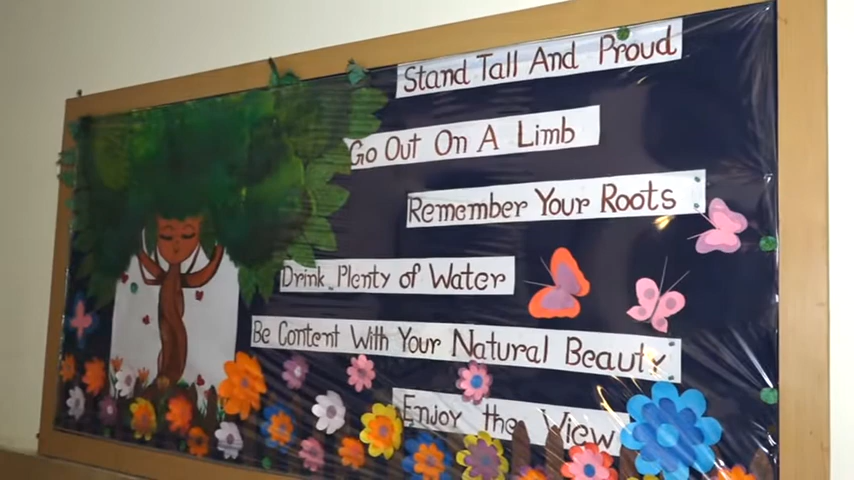 Stand Tall And Proud
Go Out On A Limb
Remember Your Roots
Drink Plenty of Water
Be Content With Your Natural Beauty
Enjoy the View